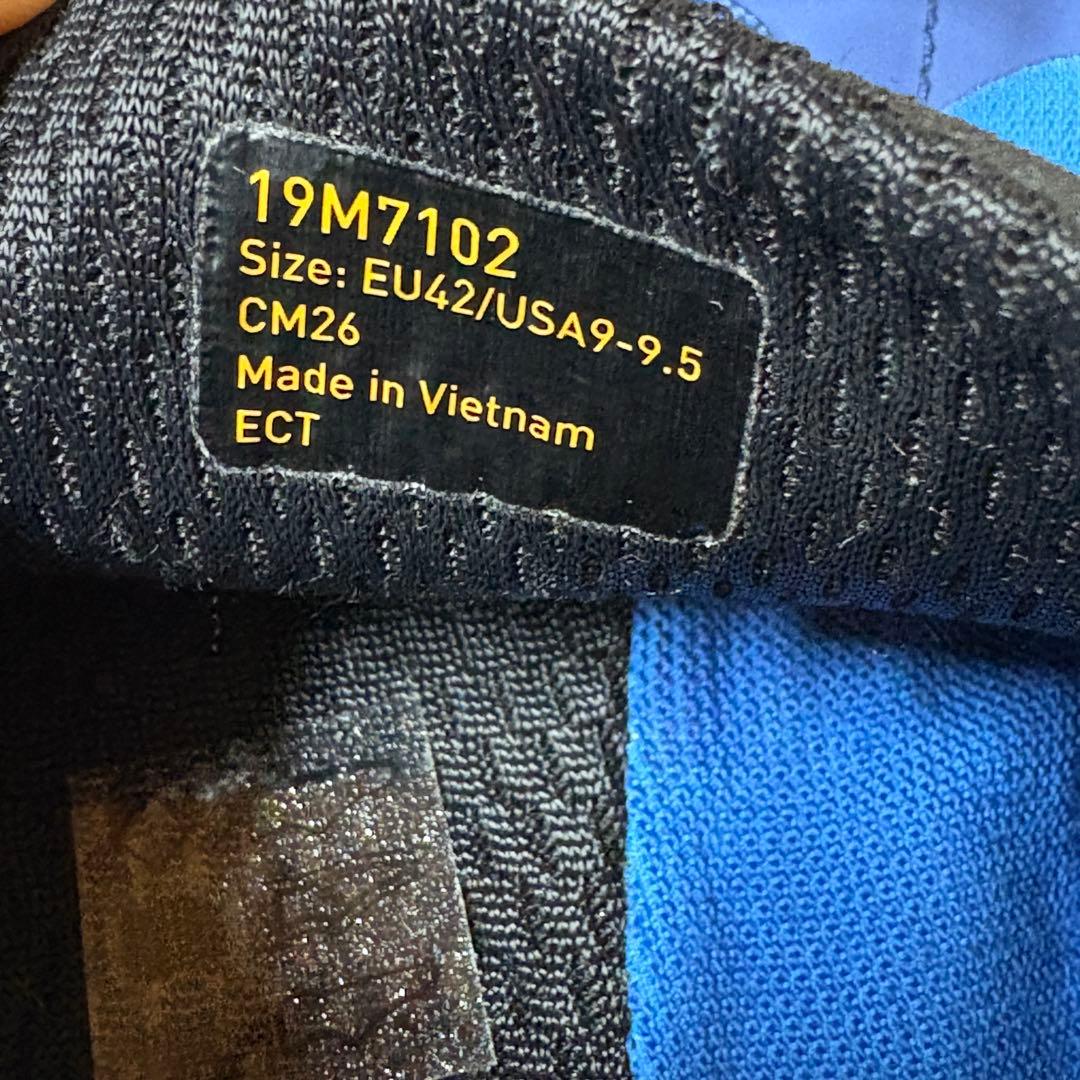 19M7102
Size: EU42/USA9-9.5
CM26
Made in Vietnam
ECT